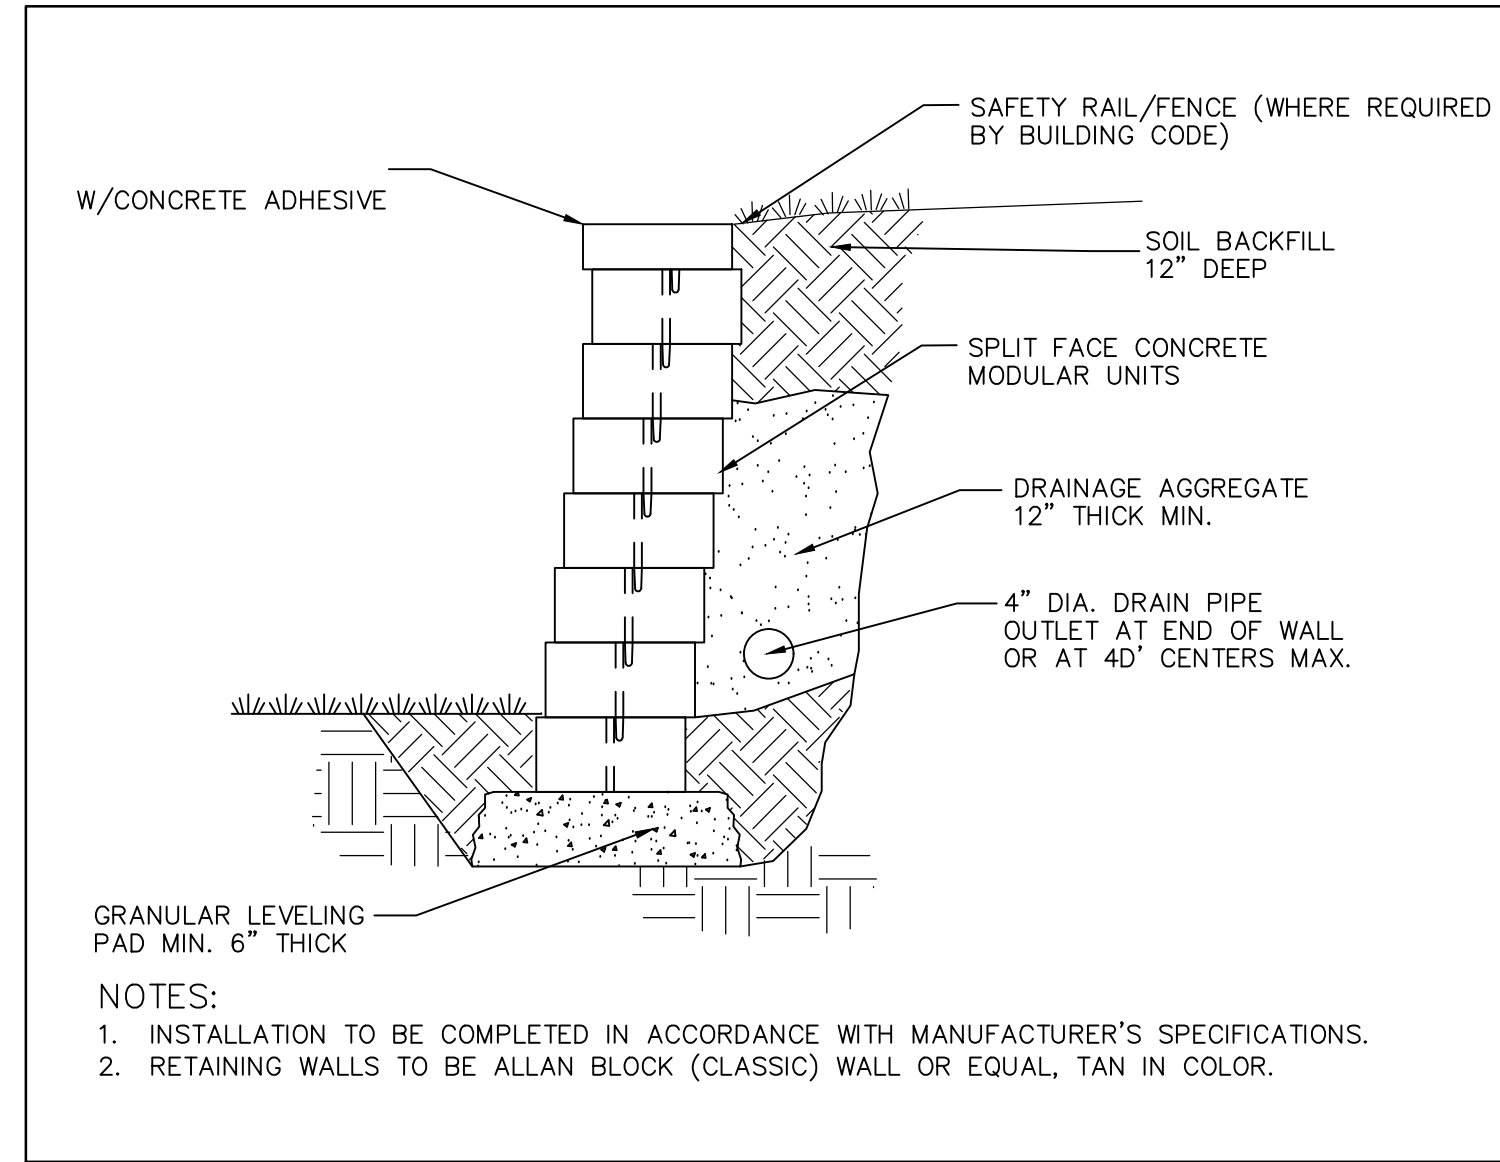 SAFETY RAIL/FENCE (WHERE REQUIRED
BY BUILDING CODE)
W/CONCRETE ADHESIVE
SOIL BACKFILL
12" DEEP
SPLIT FACE CONCRETE
MODULAR UNITS
DRAINAGE AGGREGATE
12" THICK MIN.
4" DIA. DRAIN PIPE
OUTLET AT END OF WALL
OR AT 4D' CENTERS MAX.
GRANULAR LEVELING
PAD MIN. 6" THICK
NOTES:
1. INSTALLATION TO BE COMPLETED IN ACCORDANCE WITH MANUFACTURER'S SPECIFICATIONS.
2. RETAINING WALLS TO BE ALLAN BLOCK (CLASSIC) WALL OR EQUAL, TAN IN COLOR.